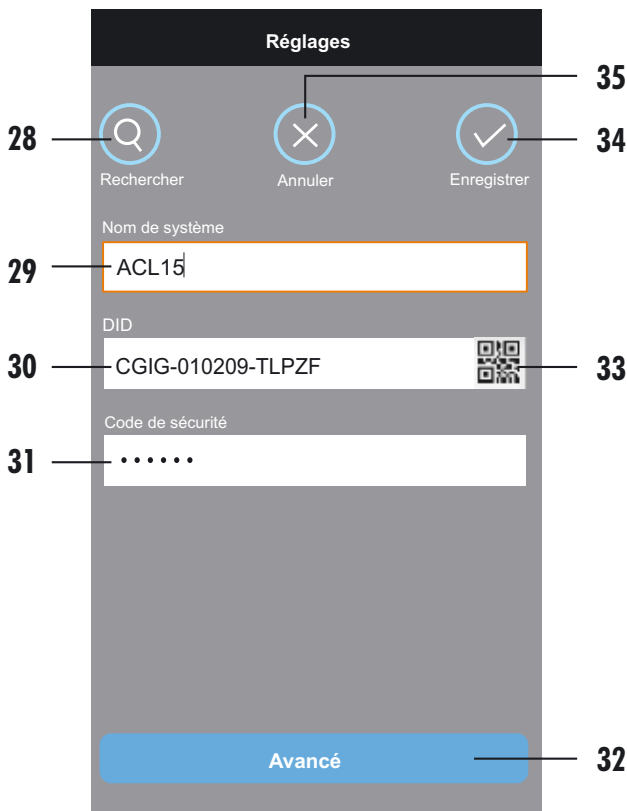 Réglages
35
28
34
Rechercher
Annuler
Enregistrer
Nom de système
29
ACL15
DID
30
CGIG-010209-TLPZF
33
Code de sécurité
31
••••••
Avancé
32